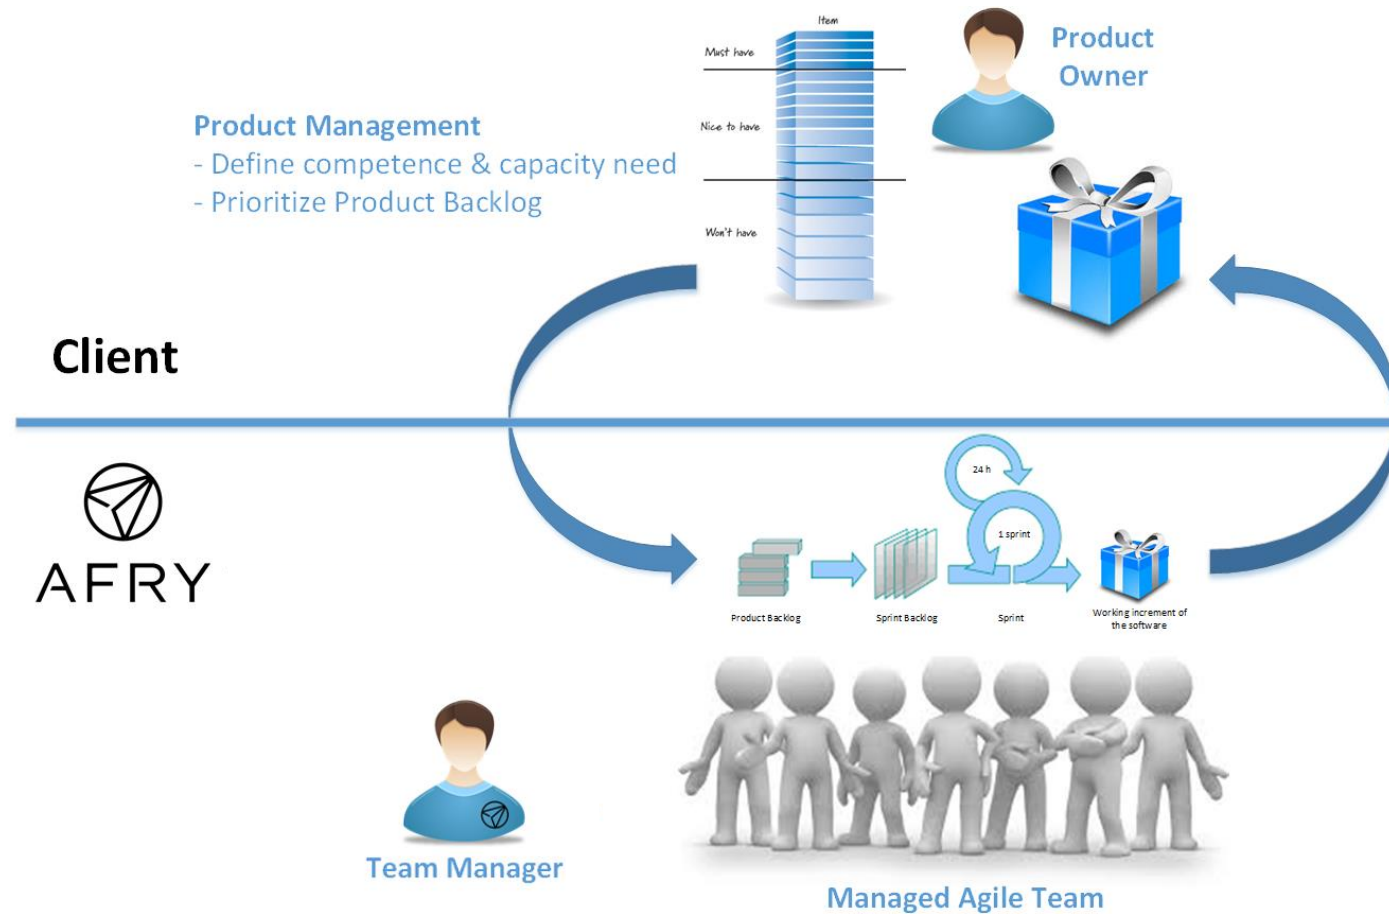 Item
Must have
Nice to have
Won't have
Product
Owner
Product Management
- Define competence & capacity need
- Prioritize Product Backlog
Client
AFRY
24 h
1 sprint
Product Backlog
Sprint Backlog
Sprint
Working increment of
the software
Team Manager
Managed Agile Team